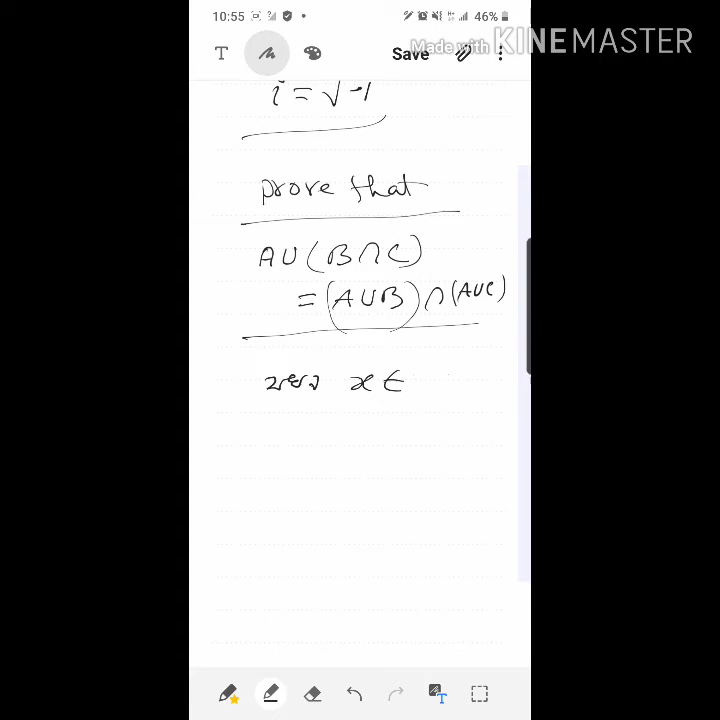 10:55 46%
T Save
Made with KINEMASTER
i = √-1
prove that
A∪(B∩C)
= (A∪B)∩(A∪C)
x ∈